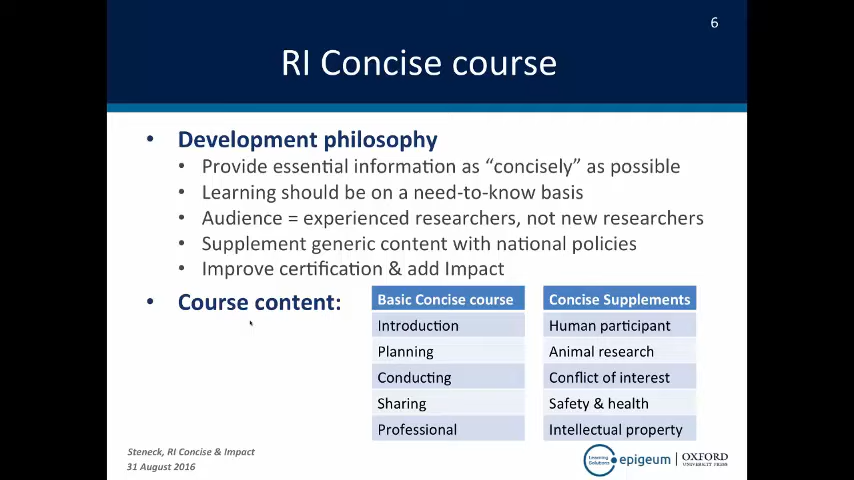 6
RI Concise course
• Development philosophy
• Provide essential information as “concisely” as possible
• Learning should be on a need-to-know basis
• Audience = experienced researchers, not new researchers
• Supplement generic content with national policies
• Improve certification & add Impact
• Course content:
Basic Concise course
Introduction
Planning
Conducting
Sharing
Professional
Concise Supplements
Human participant
Animal research
Conflict of interest
Safety & health
Intellectual property
Steneck, RI Concise & Impact
31 August 2016
Learning
Solutions
epigeum
OXFORD
UNIVERSITY PRESS